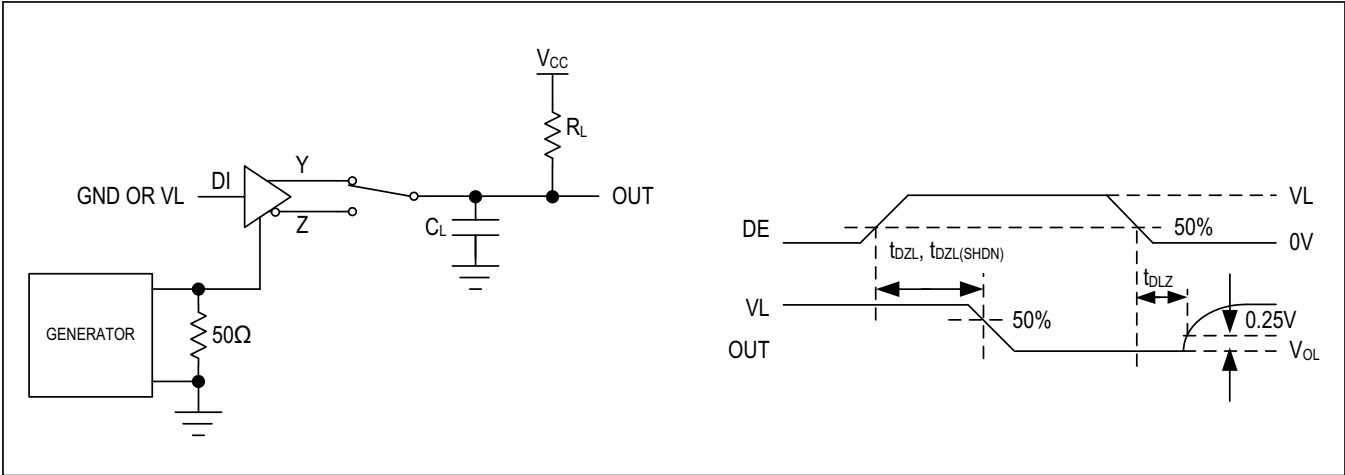 VCC
RL
GND OR VL
DI
Y
Z
OUT
CL
GENERATOR
50Ω
DE
VL
50%
0V
tDZL, tDZL(SHDN)
tDLZ
VL
50%
0.25V
OUT
VOL